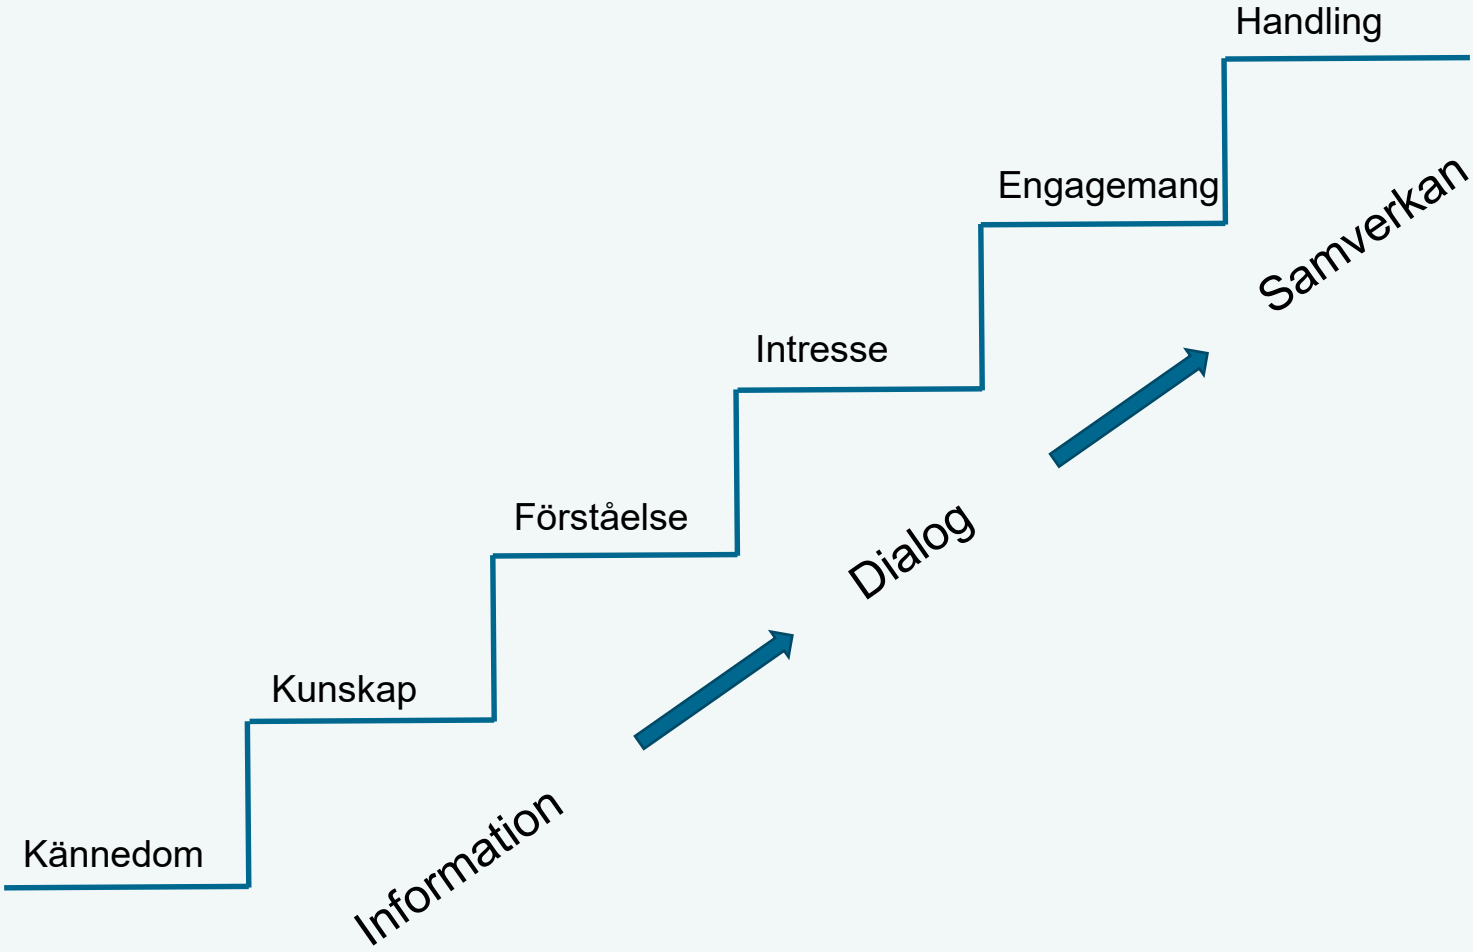 Handling
Engagemang
Samverkan
Intresse
Förståelse
Dialog
Kunskap
Kännedom
Information